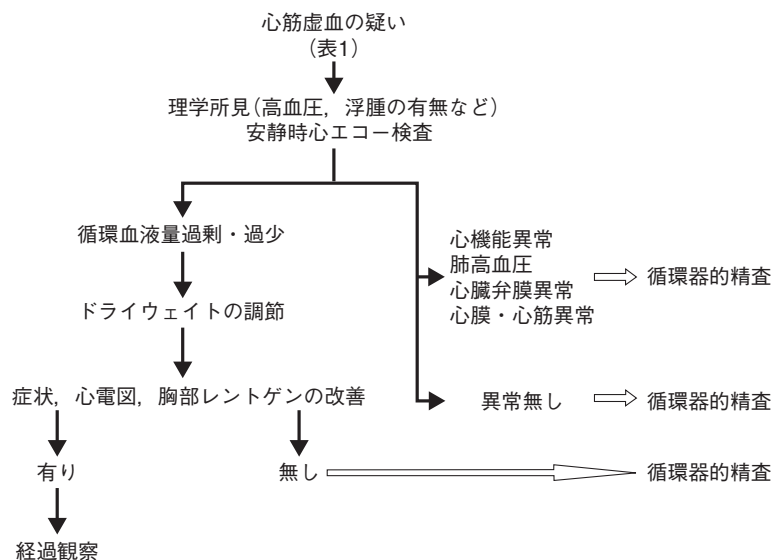 心筋虚血の疑い
(表1)
理学所見(高血圧，浮腫の有無など)
安静時心エコー検査
循環血液量過剰・過少
ドライウェイトの調節
症状，心電図，胸部レントゲンの改善
有り
無し
循環器的精査
経過観察
心機能異常
肺高血圧
心臓弁膜異常
心膜・心筋異常
循環器的精査
異常無し
循環器的精査